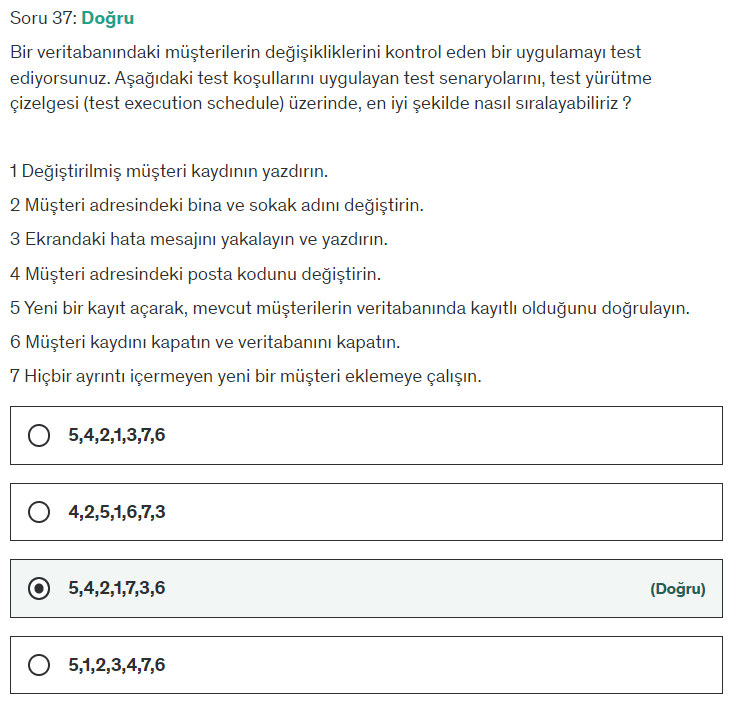 Soru 37: Doğru
Bir veritabanındaki müşterilerin değişikliklerini kontrol eden bir uygulamayı test
ediyorsunuz. Aşağıdaki test koşullarını uygulayan test senaryolarını, test yürütme
çizelgesi (test execution schedule) üzerinde, en iyi şekilde nasıl sıralayabiliriz ?
1 Değiştirilmiş müşteri kaydının yazdırın.
2 Müşteri adresindeki bina ve sokak adını değiştirin.
3 Ekrandaki hata mesajını yakalayın ve yazdırın.
4 Müşteri adresindeki posta kodunu değiştirin.
5 Yeni bir kayıt açarak, mevcut müşterilerin veritabanında kayıtlı olduğunu doğrulayın.
6 Müşteri kaydını kapatın ve veritabanını kapatın.
7 Hiçbir ayrıntı içermeyen yeni bir müşteri eklemeye çalışın.
5,4,2,1,3,7,6
4,2,5,1,6,7,3
5,4,2,1,7,3,6 (Doğru)
5,1,2,3,4,7,6